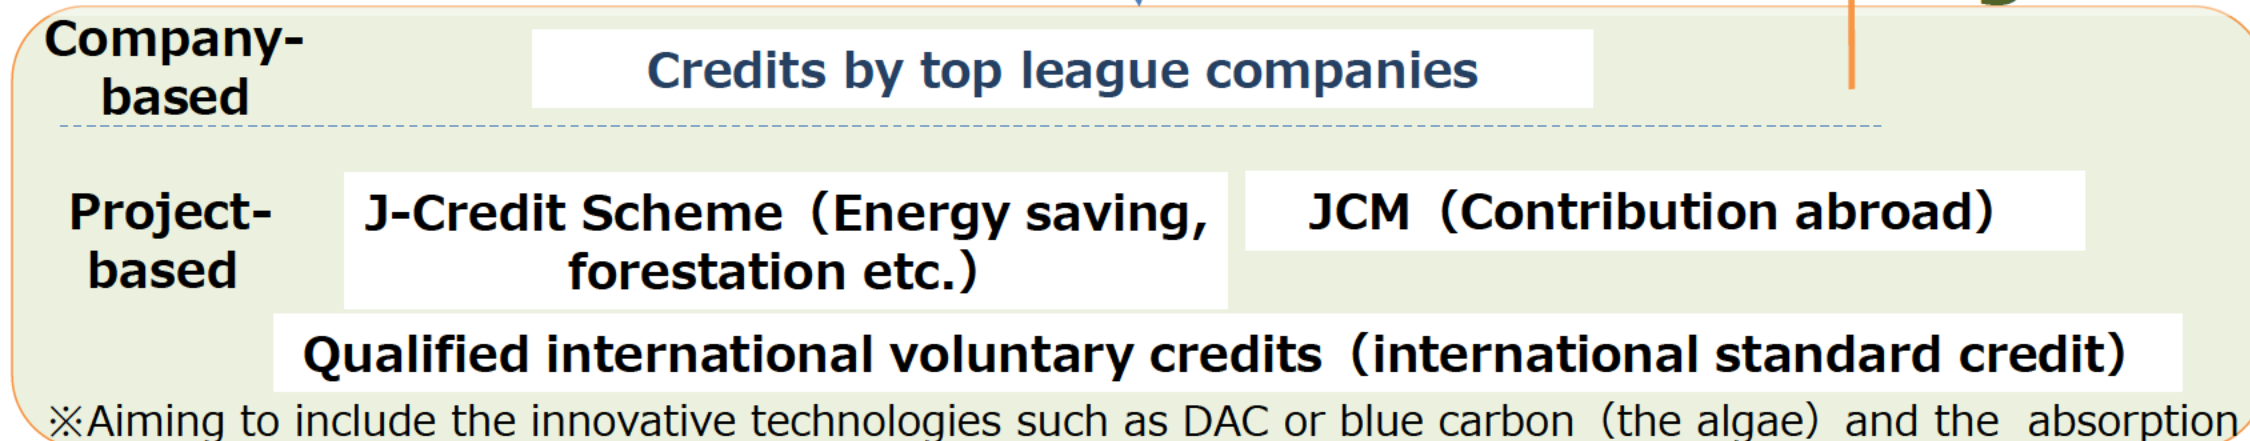 Company-
based
Credits by top league companies
Project-
based
J-Credit Scheme（Energy saving,
forestation etc.）
JCM（Contribution abroad）
Qualified international voluntary credits（international standard credit）
※Aiming to include the innovative technologies such as DAC or blue carbon（the algae）and the absorption